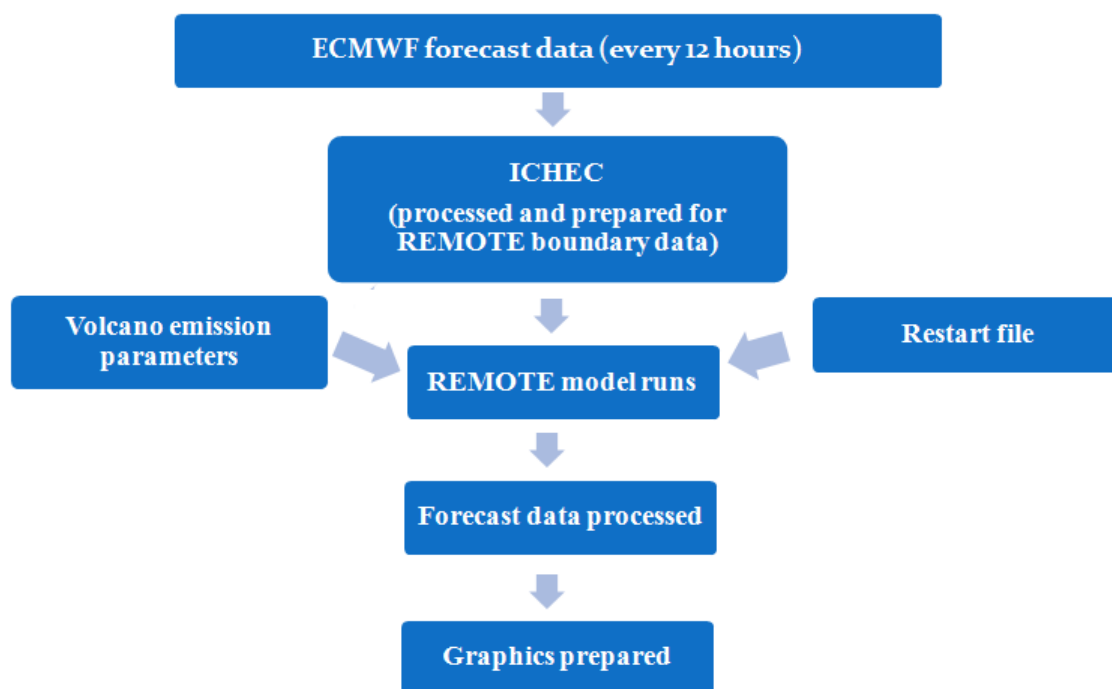 ECMWF forecast data (every 12 hours)
ICHEC
(processed and prepared for
REMOTE boundary data)
Volcano emission
parameters
Restart file
REMOTE model runs
Forecast data processed
Graphics prepared